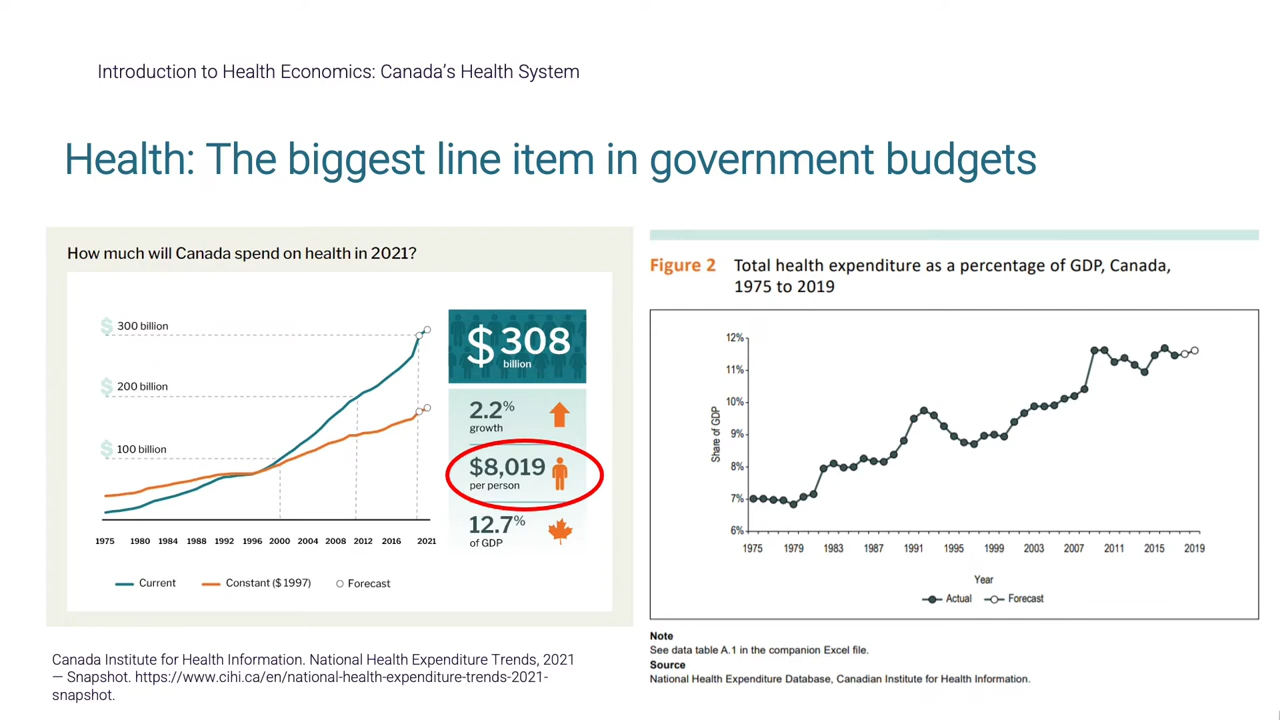 Introduction to Health Economics: Canada's Health System
Health: The biggest line item in government budgets
How much will Canada spend on health in 2021?
$ 300 billion
$ 200 billion
$ 100 billion
1975 1980 1984 1988 1992 1996 2000 2004 2008 2012 2016 2021
Current Constant ($ 1997) Forecast
$ 308
billion
2.2%
growth
$8,019
per person
12.7%
of GDP
Canada Institute for Health Information. National Health Expenditure Trends, 2021
— Snapshot. https://www.cihi.ca/en/national-health-expenditure-trends-2021-
snapshot.
Figure 2 Total health expenditure as a percentage of GDP, Canada,
1975 to 2019
Share of GDP
12%
11%
10%
9%
8%
7%
6%
1975 1979 1983 1987 1991 1995 1999 2003 2007 2011 2015 2019
Year
Actual Forecast
Note
See data table A.1 in the companion Excel file.
Source
National Health Expenditure Database, Canadian Institute for Health Information.